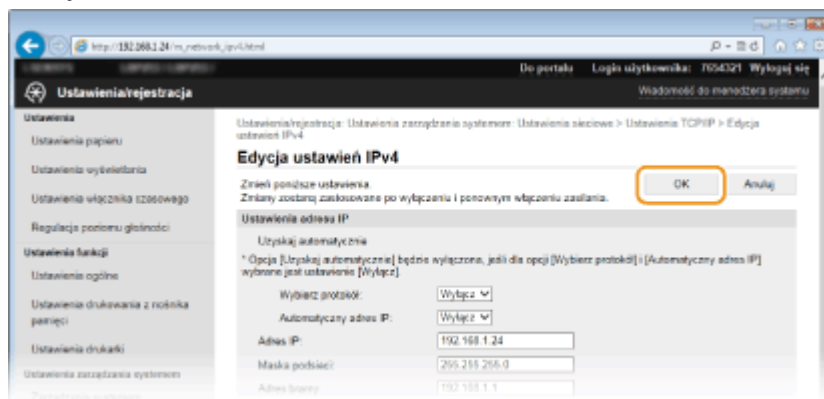 http://192.168.1.24/m_network_ipv4.html
Do portalu Login użytkownika: 7654321 Wyloguj się
Ustawienia/rejestracja
Wiadomość do menedżera systemu
Ustawienia
Ustawienia papieru
Ustawienia wyświetlania
Ustawienia włącznika czasowego
Regulacja poziomu głośności
Ustawienia funkcji
Ustawienia ogólne
Ustawienia drukowania z nośnika
pamięci
Ustawienia drukarki
Ustawienia zarządzania systemem
Ustawienia/rejestracja: Ustawienia zarządzania systemem: Ustawienia sieciowe > Ustawienia TCP/IP > Edycja
ustawień IPv4
Edycja ustawień IPv4
Zmień poniższe ustawienia.
Zmiany zostaną zastosowane po wyłączeniu i ponownym włączeniu zasilania.
OK Anuluj
Ustawienia adresu IP
Uzyskaj automatycznie
* Opcja [Uzyskaj automatycznie] będzie wyłączona, jeśli dla opcji [Wybierz protokół] i [Automatyczny adres IP]
wybrane jest ustawienie [Wyłącz].
Wybierz protokół: Wyłącz
Automatyczny adres IP: Wyłącz
Adres IP: 192.168.1.24
Maska podsieci: 255.255.255.0
Adres bramy 192.168.1.1